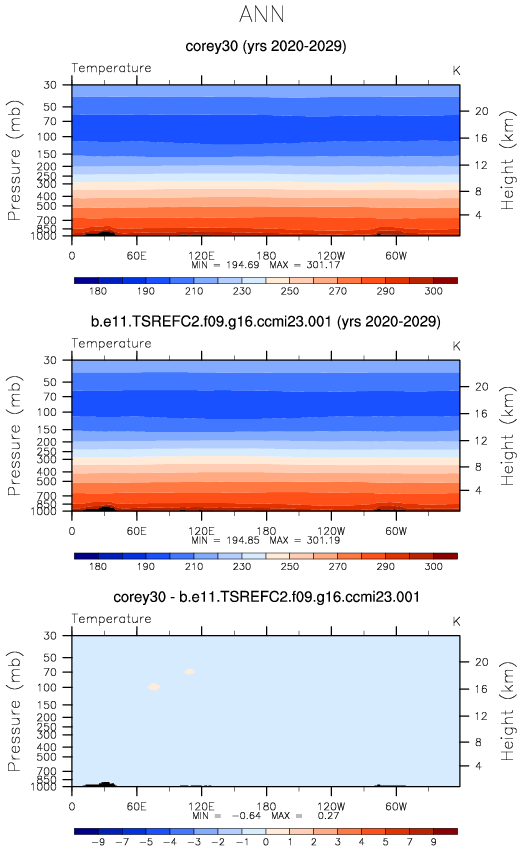 ANN
corey30 (yrs 2020-2029)
Temperature K
30
50
70
100
150
200
250
300
400
500
700
850
1000
Pressure (mb)
20
16
12
8
4
Height (km)
0 60E 120E 180 120W 60W
MIN = 194.69 MAX = 301.17
180 190 210 230 250 270 290 300
b.e11.TSREFC2.f09.g16.ccmi23.001 (yrs 2020-2029)
Temperature K
30
50
70
100
150
200
250
300
400
500
700
850
1000
Pressure (mb)
20
16
12
8
4
Height (km)
0 60E 120E 180 120W 60W
MIN = 194.85 MAX = 301.19
180 190 210 230 250 270 290 300
corey30 - b.e11.TSREFC2.f09.g16.ccmi23.001
Temperature K
30
50
70
100
150
200
250
300
400
500
700
850
1000
Pressure (mb)
20
16
12
8
4
Height (km)
0 60E 120E 180 120W 60W
MIN = -0.64 MAX = 0.27
-9 -7 -5 -4 -3 -2 -1 0 1 2 3 4 5 7 9